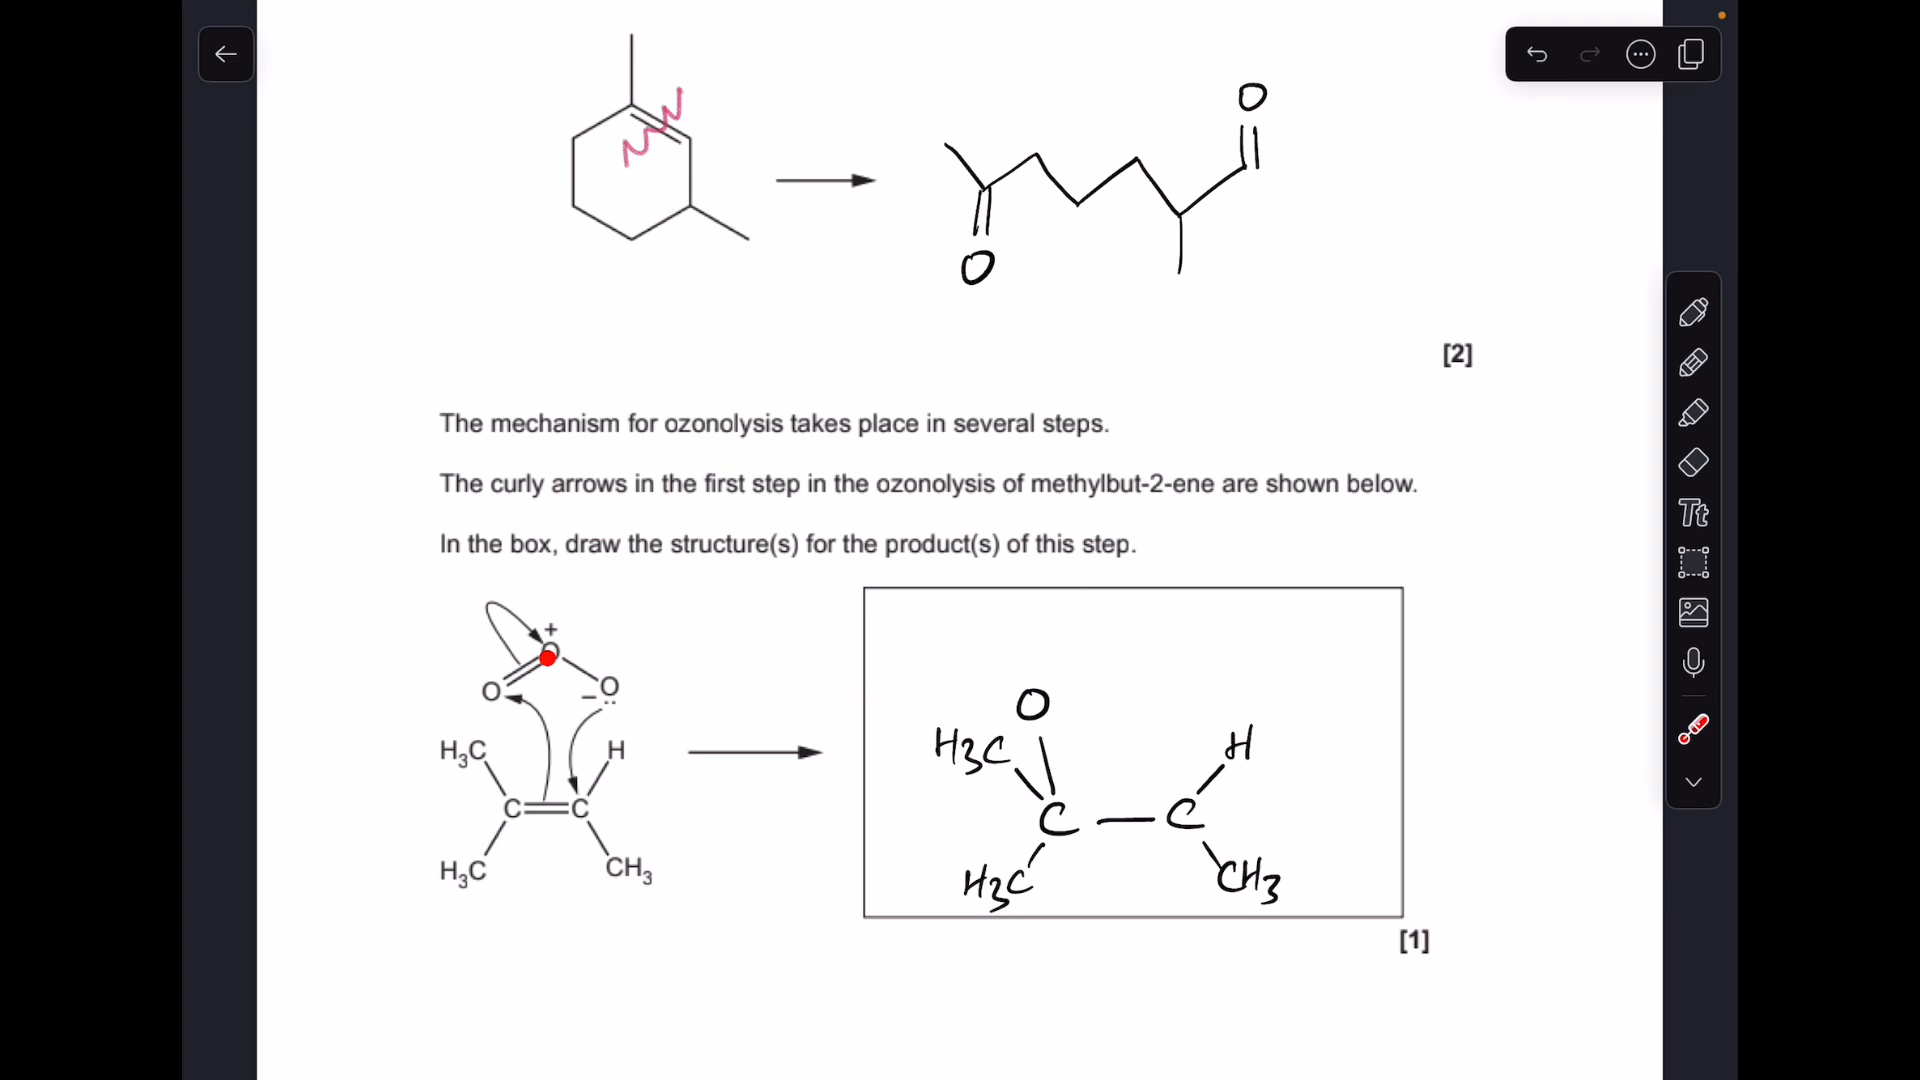 O
O
[2]
The mechanism for ozonolysis takes place in several steps.
The curly arrows in the first step in the ozonolysis of methylbut-2-ene are shown below.
In the box, draw the structure(s) for the product(s) of this step.
+
O
O
O
–
••
H3C
H
C
C
H3C
CH3
O
H3C
H
C — C
H3C
CH3
[1]
Tt